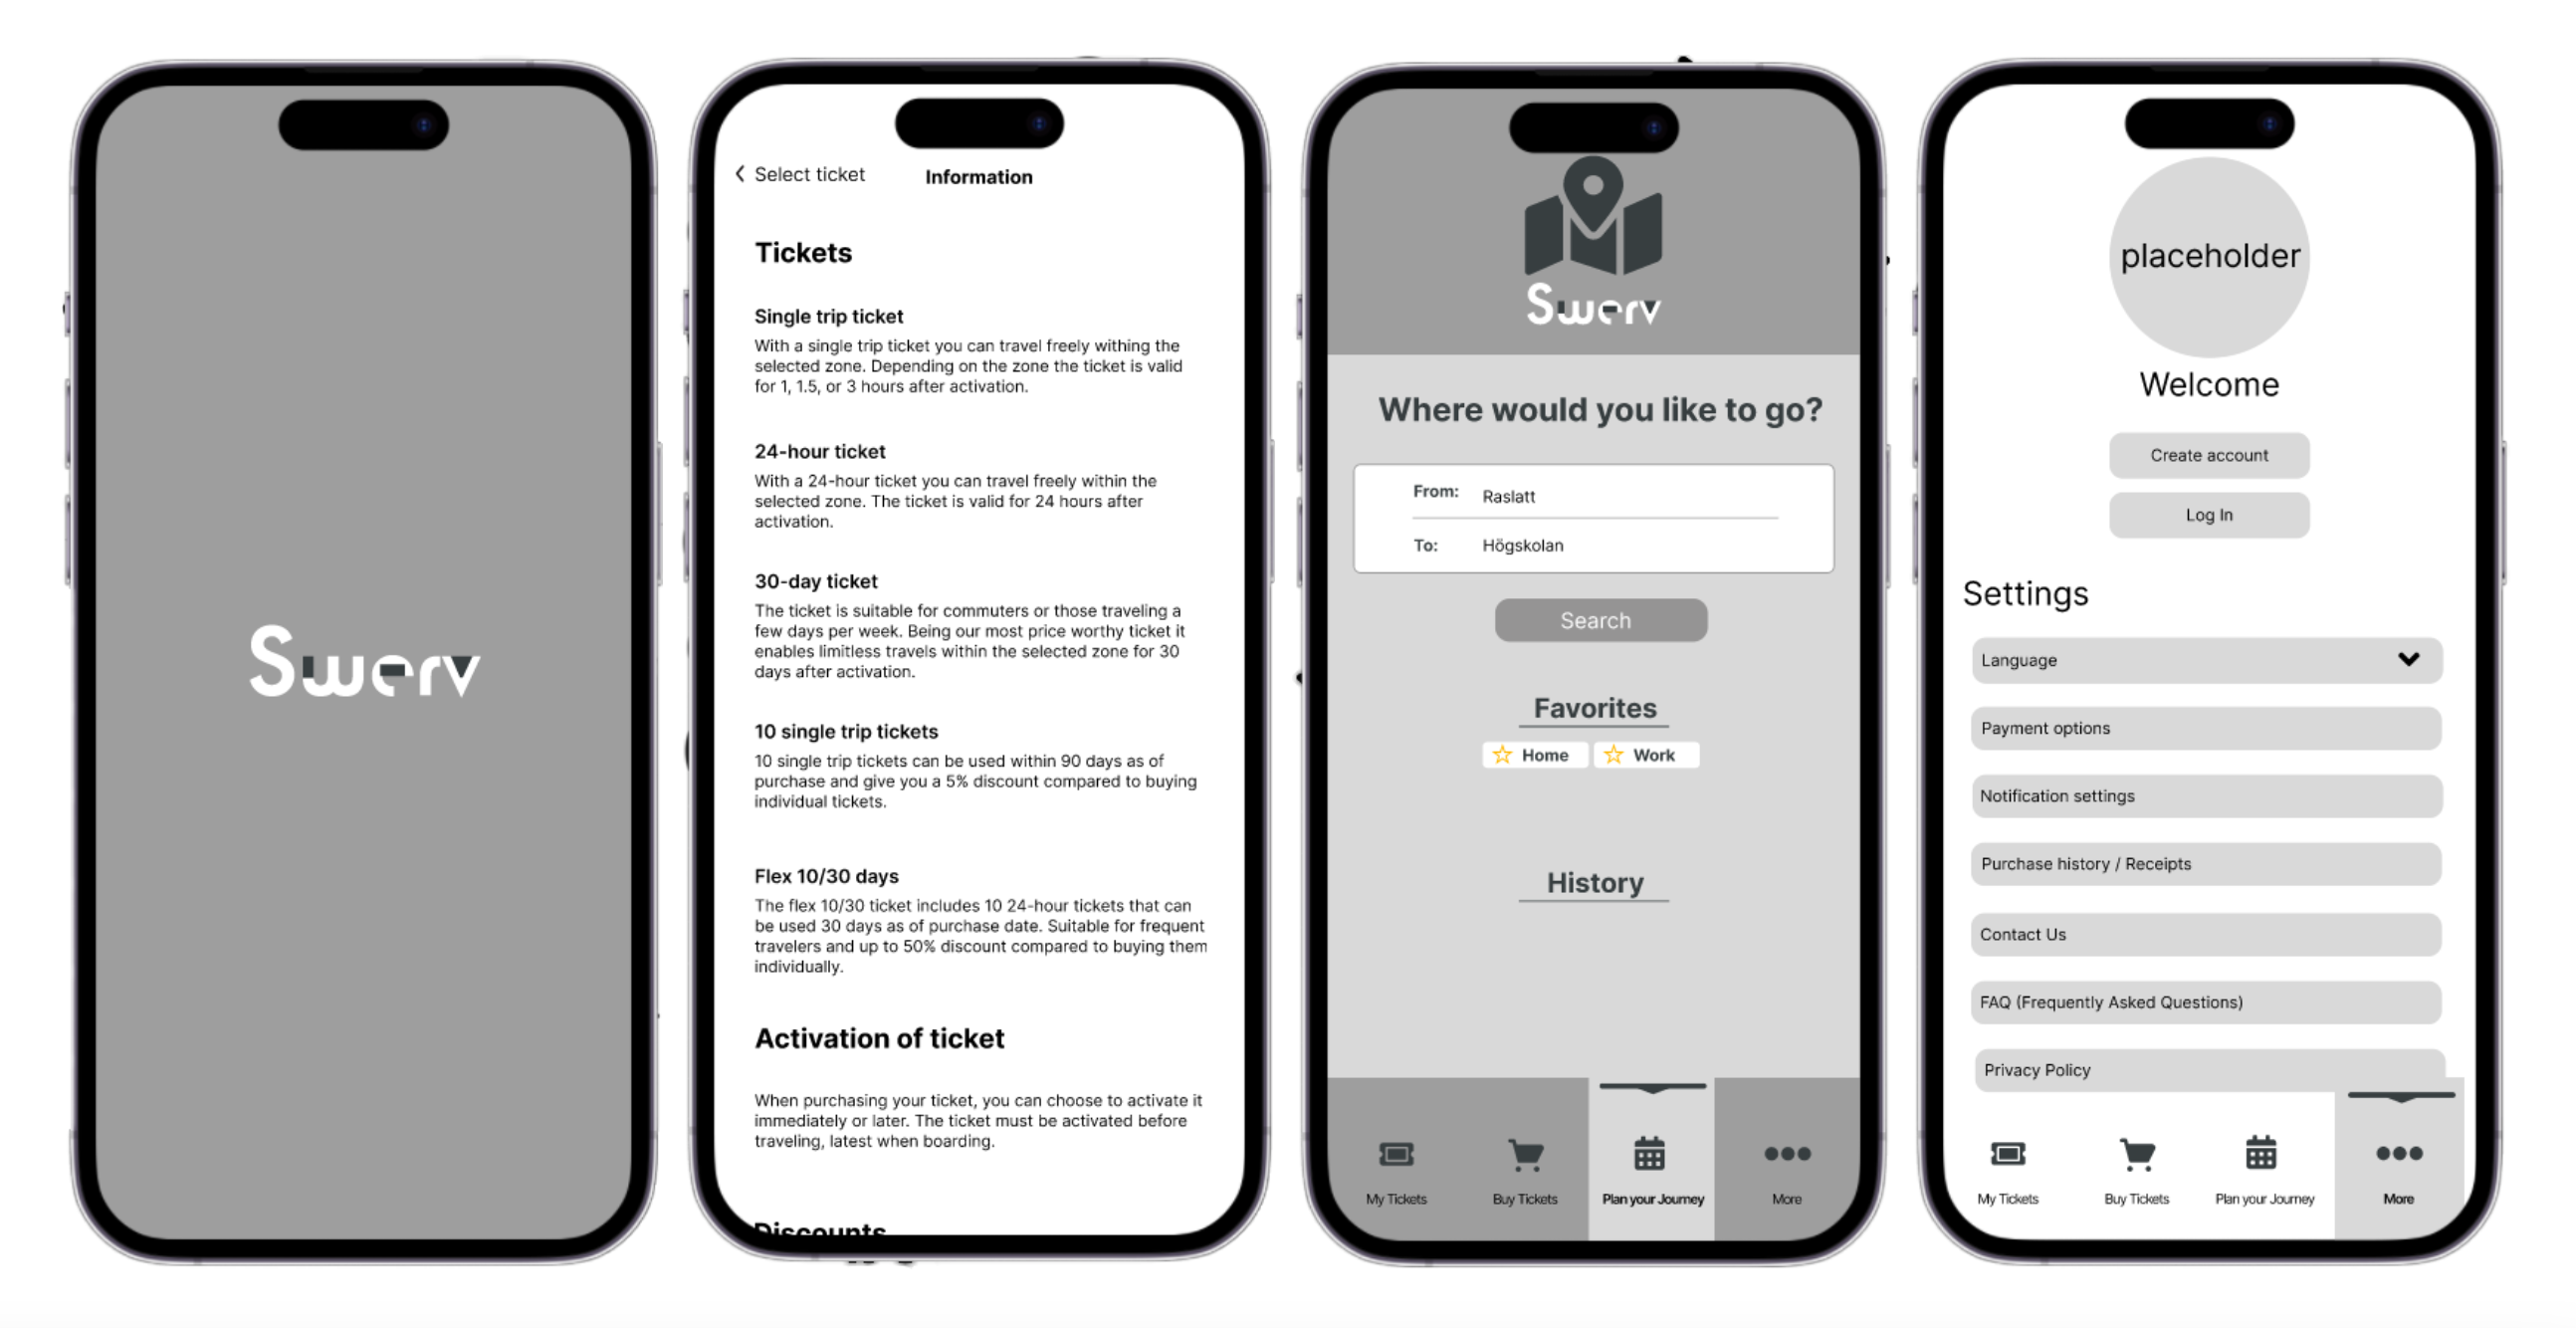 Swerv
Select ticket
Information
Tickets
Single trip ticket
With a single trip ticket you can travel freely withing the
selected zone. Depending on the zone the ticket is valid
for 1, 1.5, or 3 hours after activation.
24-hour ticket
With a 24-hour ticket you can travel freely within the
selected zone. The ticket is valid for 24 hours after
activation.
30-day ticket
The ticket is suitable for commuters or those traveling a
few days per week. Being our most price worthy ticket it
enables limitless travels within the selected zone for 30
days after activation.
10 single trip tickets
10 single trip tickets can be used within 90 days as of
purchase and give you a 5% discount compared to buying
individual tickets.
Flex 10/30 days
The flex 10/30 ticket includes 10 24-hour tickets that can
be used 30 days as of purchase date. Suitable for frequent
travelers and up to 50% discount compared to buying them
individually.
Activation of ticket
When purchasing your ticket, you can choose to activate it
immediately or later. The ticket must be activated before
traveling, latest when boarding.
Discounts
Swerv
Where would you like to go?
From: Raslatt
To: Högskolan
Search
Favorites
Home Work
History
My Tickets Buy Tickets Plan your Journey More
placeholder
Welcome
Create account
Log In
Settings
Language
Payment options
Notification settings
Purchase history / Receipts
Contact Us
FAQ (Frequently Asked Questions)
Privacy Policy
My Tickets Buy Tickets Plan your Journey More